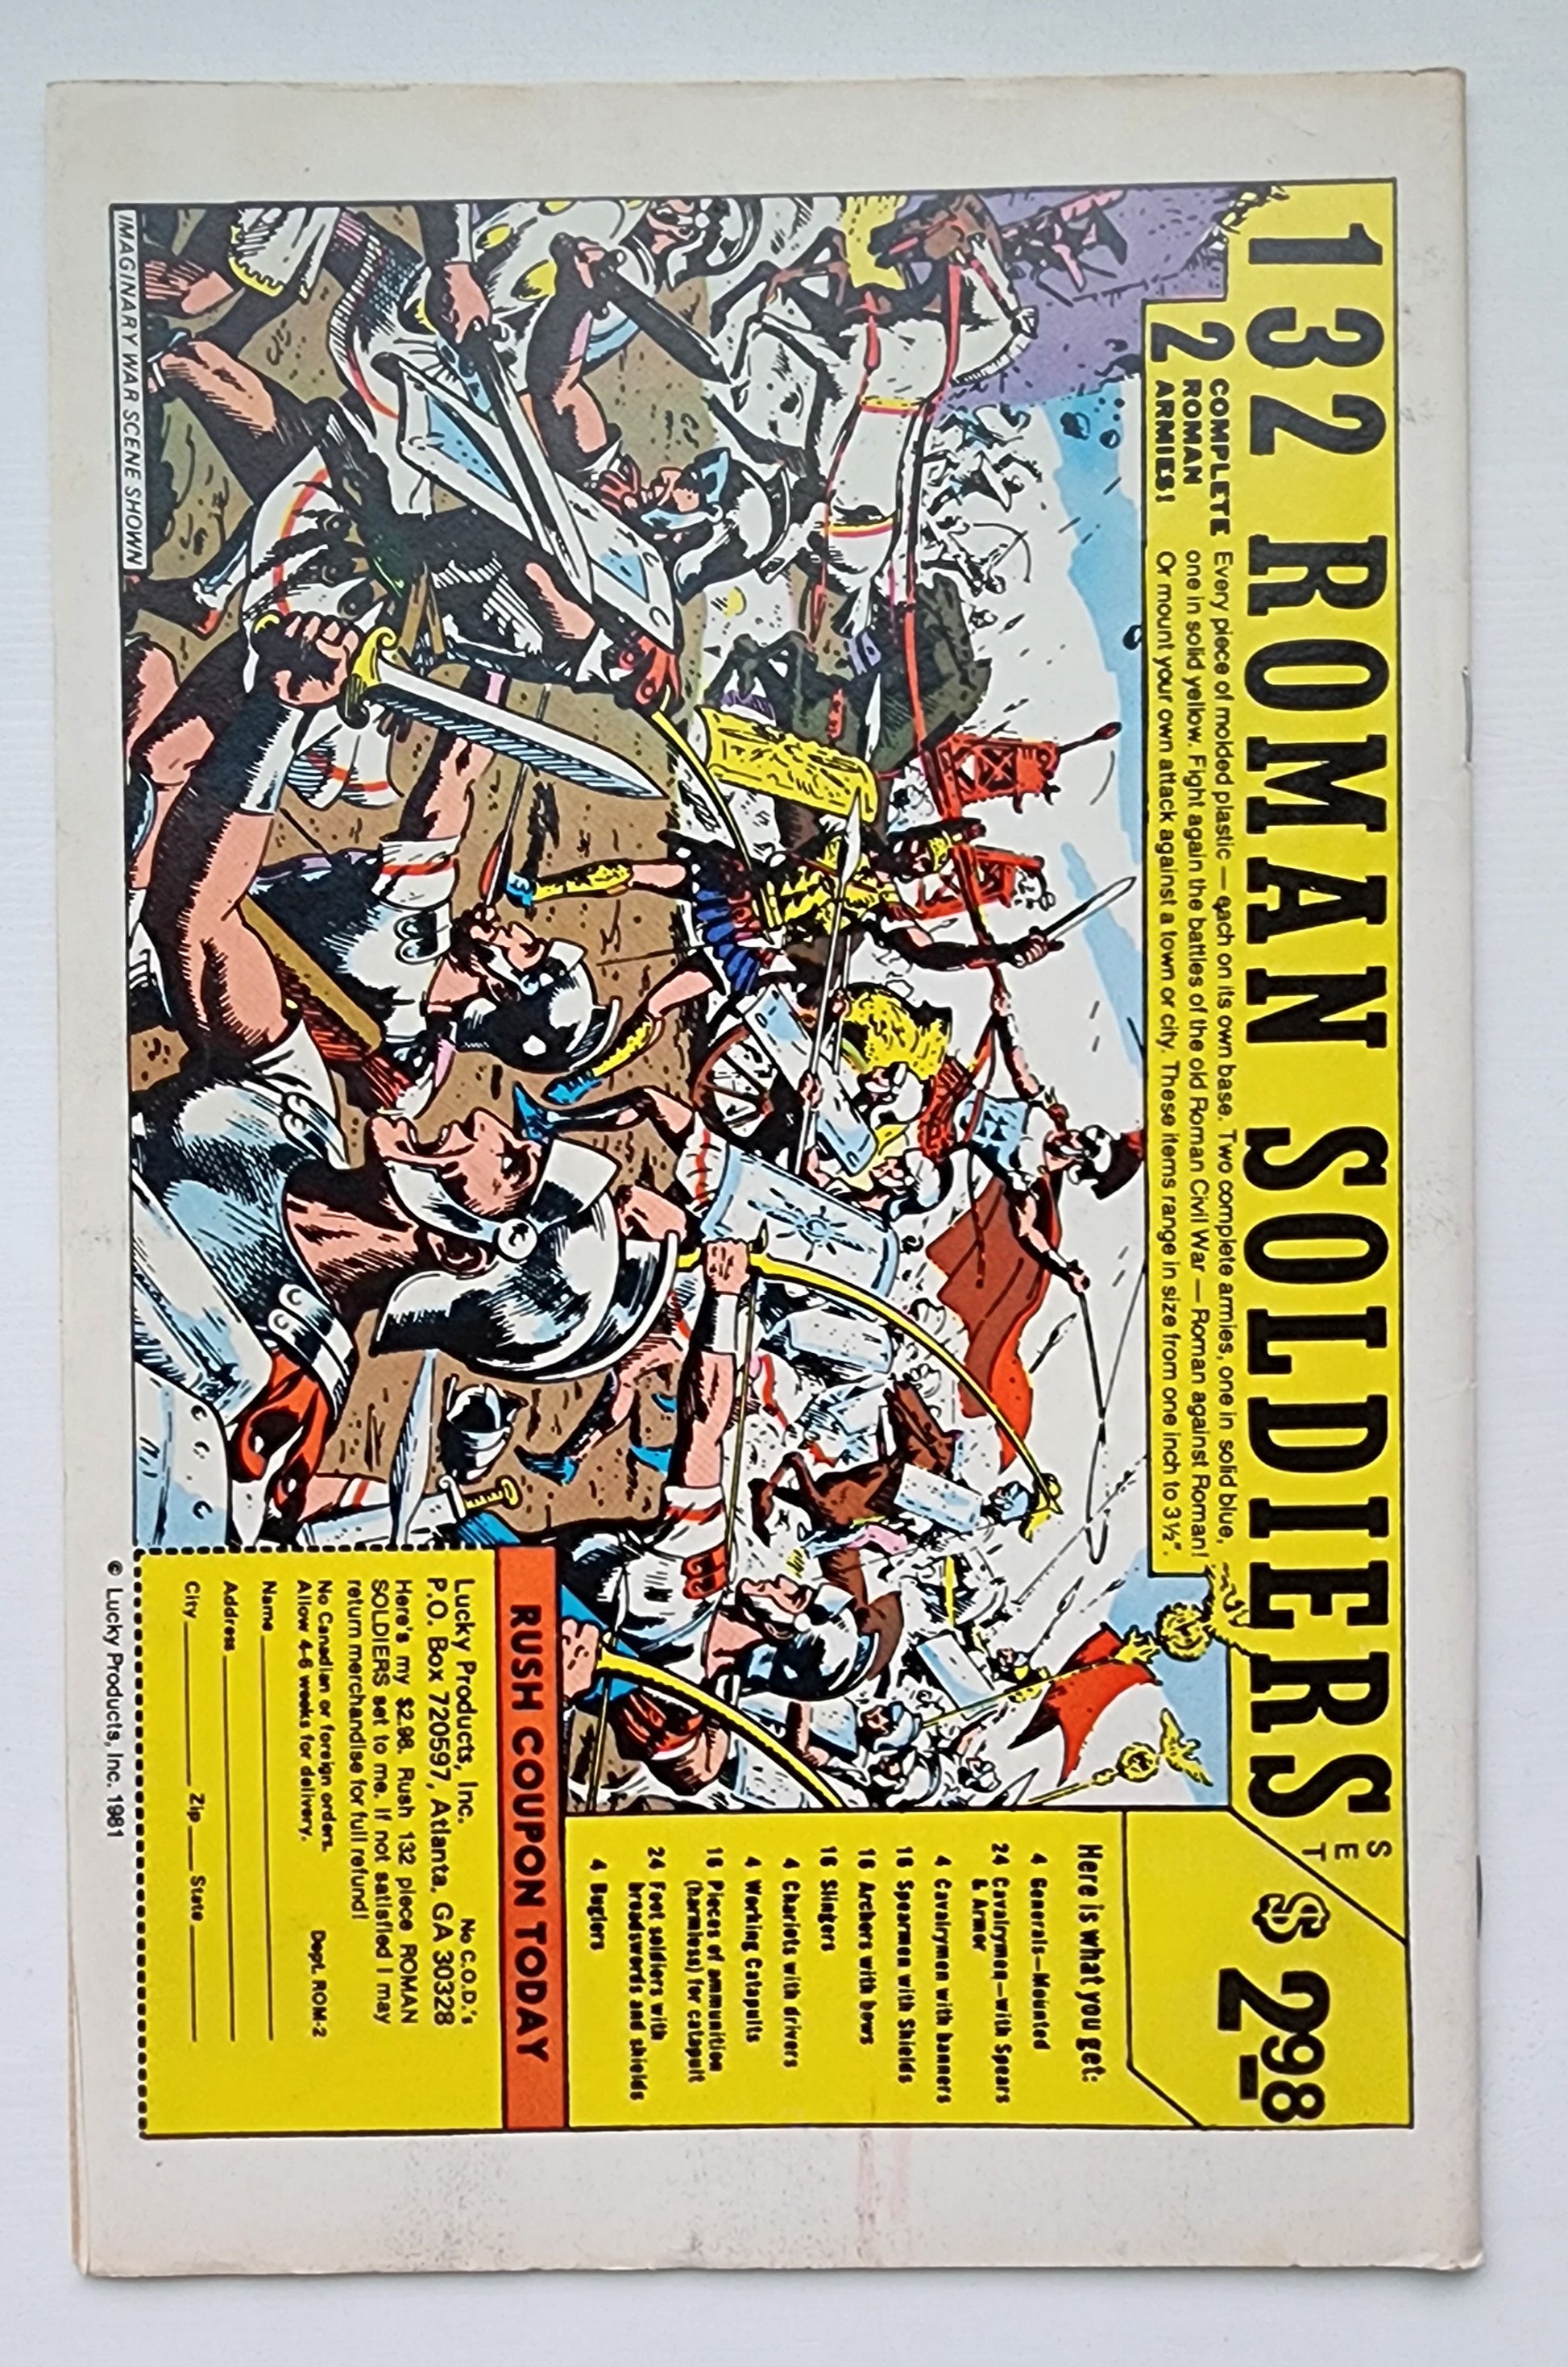 132 ROMAN SOLDIERS SET
$2.98
2 COMPLETE ROMAN ARMIES!
Every piece of molded plastic — each on its own base. Two complete armies, one in solid blue,
one in solid yellow. Fight again the battles of the old Roman Civil War — Roman against Roman!
Or mount your own attack against a town or city. These items range in size from one inch to 3½".
Here is what you get:
4 Generals—Mounted
24 Cavalrymen—with Spears
& Armor
4 Cavalrymen with banners
16 Spearmen with Shields
16 Archers with bows
16 Slingers
4 Chariots with drivers
4 Working Catapults
16 Pieces of ammunition
(harmless) for catapult
24 Foot soldiers with
broadswords and shields
4 Buglers
RUSH COUPON TODAY
Lucky Products, Inc. No C.O.D.'s
P.O. Box 720597, Atlanta, GA 30328
Here's my $2.98. Rush 132 piece ROMAN
SOLDIERS set to me. If not satisfied I may
return merchandise for full refund!
No Canadian or foreign orders. Dept. ROM-2
Allow 4-6 weeks for delivery.
Name
Address
City Zip State
IMAGINARY WAR SCENE SHOWN
© Lucky Products, Inc. 1981